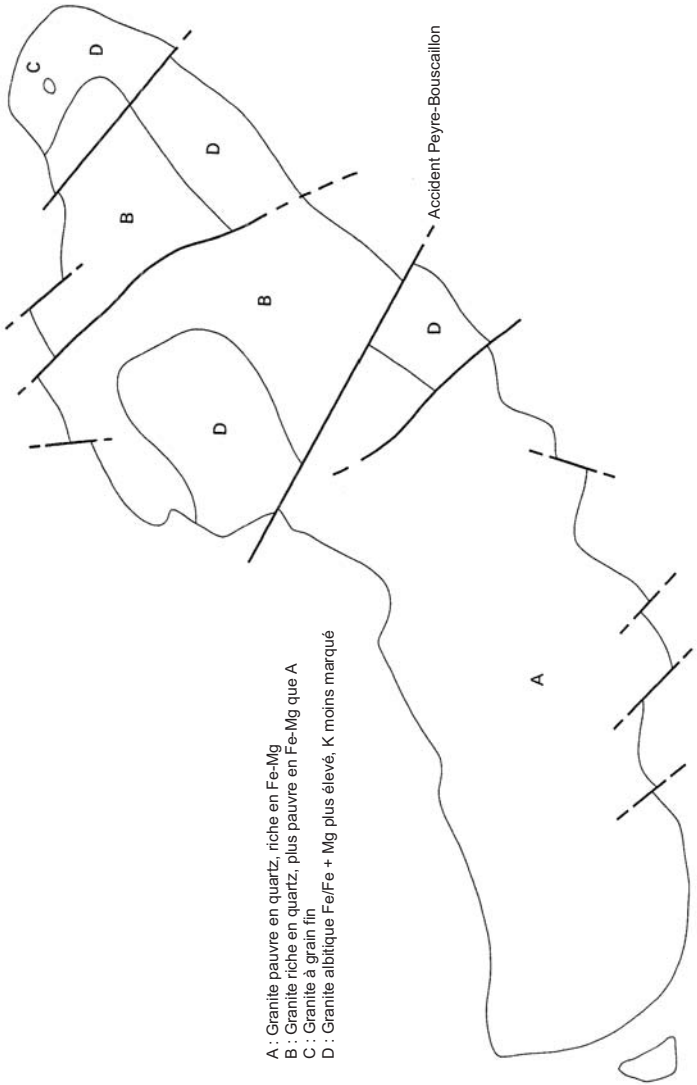 C
D
D
B
B
D
D
Accident Peyre-Bouscaillon
A
A : Granite pauvre en quartz, riche en Fe-Mg
B : Granite riche en quartz, plus pauvre en Fe-Mg que A
C : Granite à grain fin
D : Granite albitique Fe/Fe + Mg plus élevé, K moins marqué